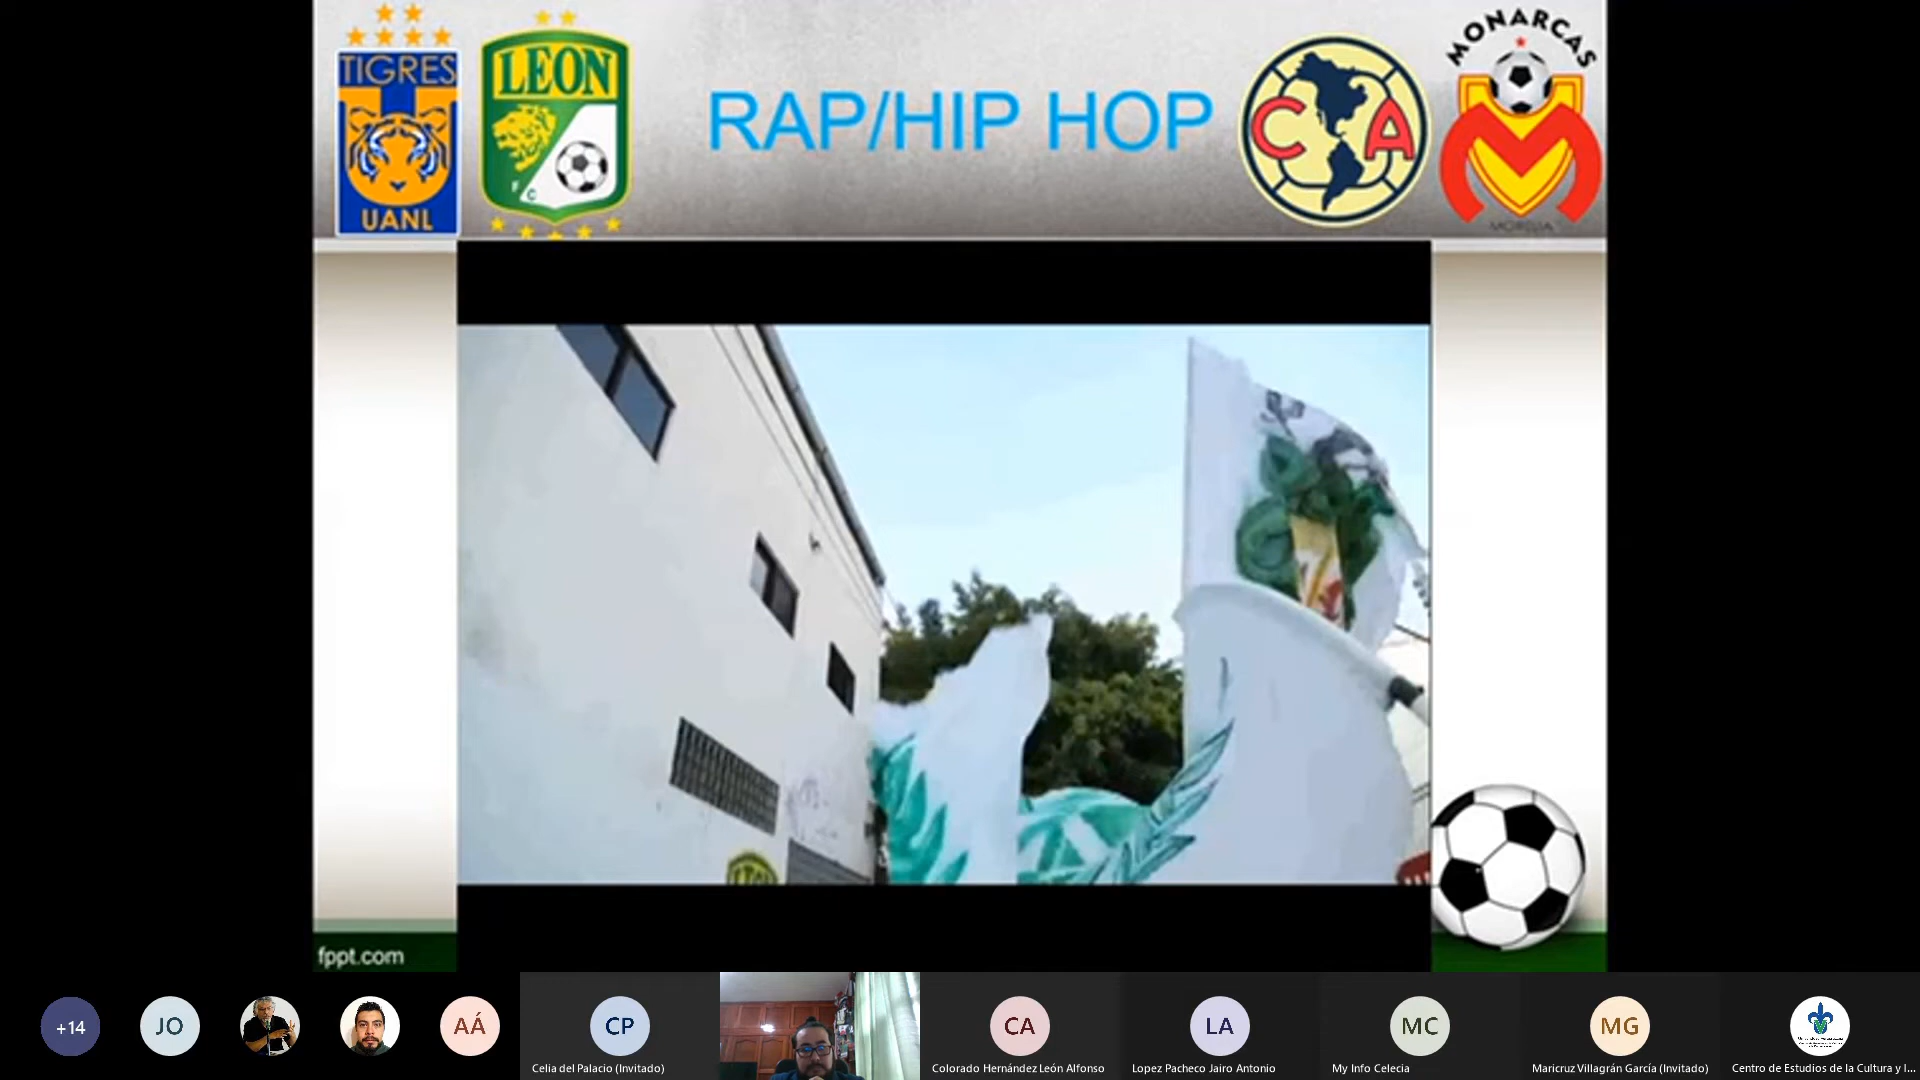 TIGRES
UANL
LEON
F C
RAP/HIP HOP
C A
MONARCAS
MORELIA
fppt.com
+14
JO
AÁ
CP
Celia del Palacio (Invitado)
CA
Colorado Hernández León Alfonso
LA
Lopez Pacheco Jairo Antonio
MC
My Info Celecia
MG
Maricruz Villagrán García (Invitado)
Centro de Estudios de la Cultura y l...